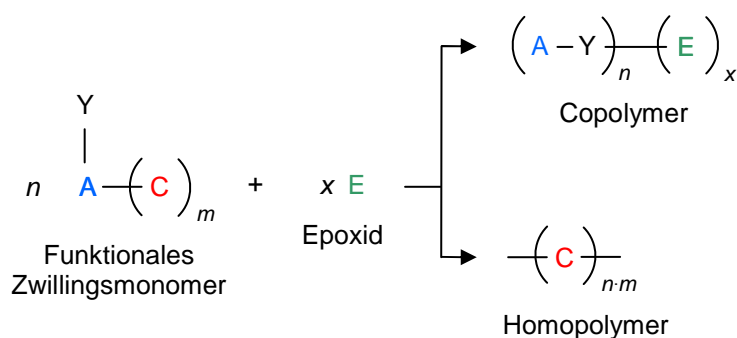 Y
n A ( C ) m + x E
Funktionales
Zwillingsmonomer
Epoxid
( A – Y ) n ( E ) x
Copolymer
( C ) n·m
Homopolymer